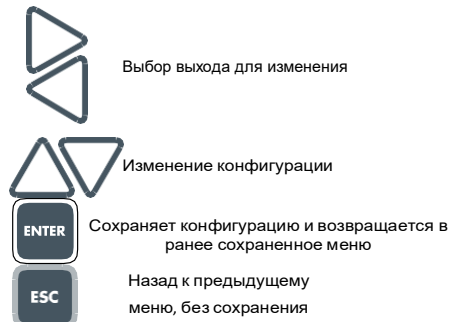 Выбор выхода для изменения
Изменение конфигурации
ENTER
Сохраняет конфигурацию и возвращается в
ранее сохраненное меню
ESC
Назад к предыдущему
меню, без сохранения